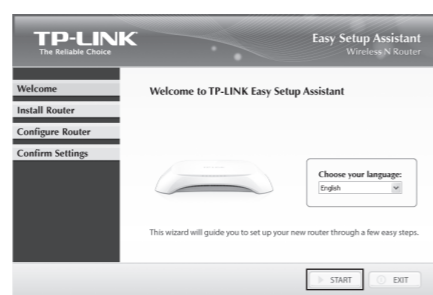 TP-LINK
The Reliable Choice
Easy Setup Assistant
Wireless N Router
Welcome
Install Router
Configure Router
Confirm Settings
Welcome to TP-LINK Easy Setup Assistant
Choose your language:
English
This wizard will guide you to set up your new router through a few easy steps.
START
EXIT